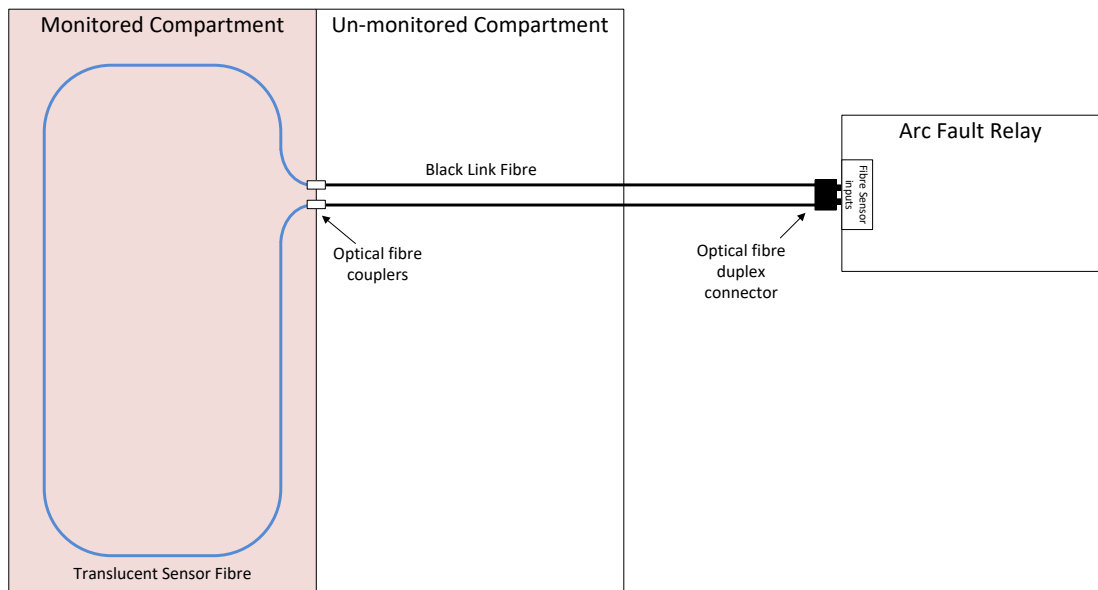 Monitored Compartment
Un-monitored Compartment
Arc Fault Relay
Black Link Fibre
Fibre Sensor
inputs
Optical fibre
couplers
Optical fibre
duplex
connector
Translucent Sensor Fibre